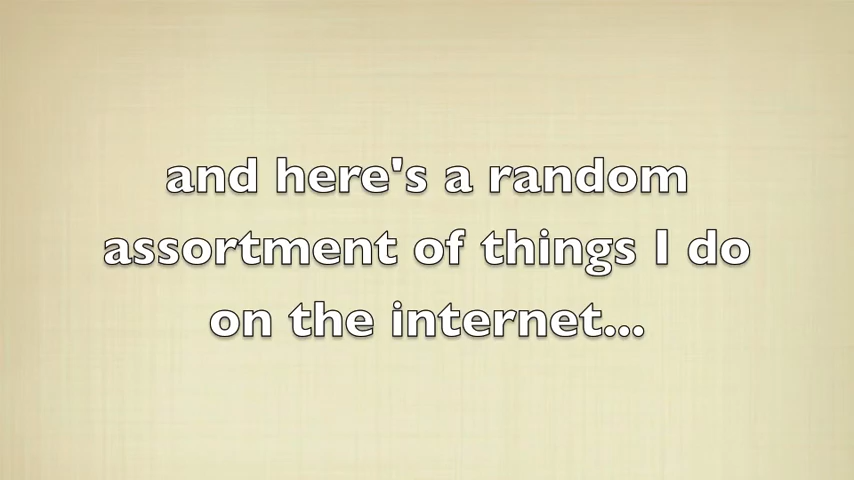 and here's a random
assortment of things I do
on the internet...